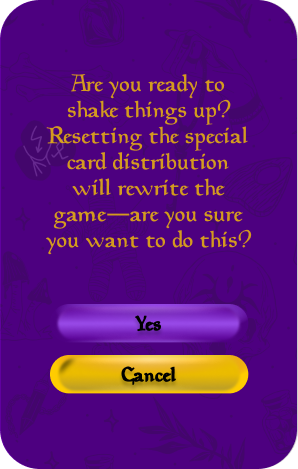 Are you ready to
shake things up?
Resetting the special
card distribution
will rewrite the
game—are you sure
you want to do this?
Yes
Cancel